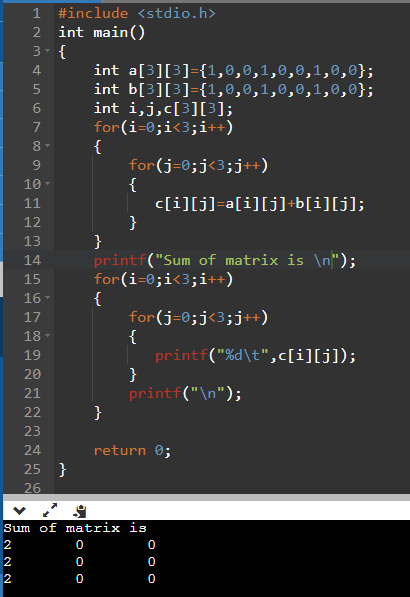 1 #include <stdio.h>
2 int main()
3 {
4 int a[3][3]={1,0,0,1,0,0,1,0,0};
5 int b[3][3]={1,0,0,1,0,0,1,0,0};
6 int i,j,c[3][3];
7 for(i=0;i<3;i++)
8 {
9 for(j=0;j<3;j++)
10 {
11 c[i][j]=a[i][j]+b[i][j];
12 }
13 }
14 printf("Sum of matrix is \n");
15 for(i=0;i<3;i++)
16 {
17 for(j=0;j<3;j++)
18 {
19 printf("%d\t",c[i][j]);
20 }
21 printf("\n");
22 }
23
24 return 0;
25 }
26
Sum of matrix is
2 0 0
2 0 0
2 0 0